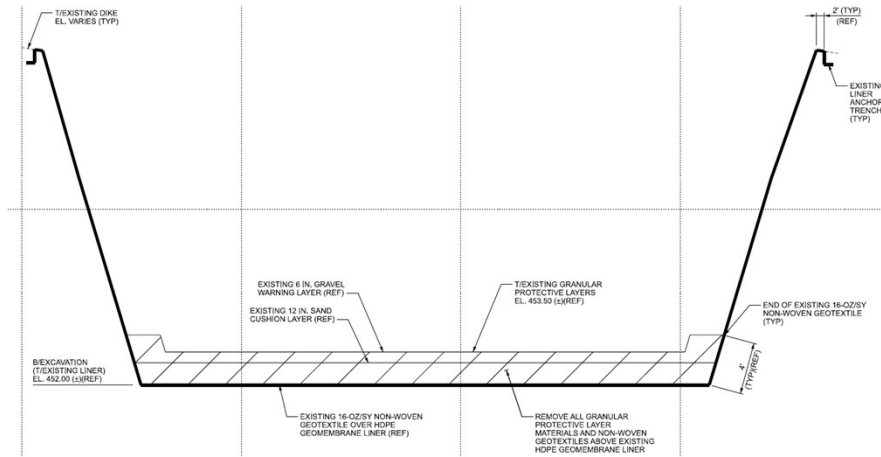 T/EXISTING DIKE
EL. VARIES (TYP)
2' (TYP)
(REF)
EXISTING
LINER
ANCHOR
TRENCH
(TYP)
EXISTING 6 IN. GRAVEL
WARNING LAYER (REF)
T/EXISTING GRANULAR
PROTECTIVE LAYERS
EL. 453.50 (±)(REF)
EXISTING 12 IN. SAND
CUSHION LAYER (REF)
END OF EXISTING 16-OZ/SY
NON-WOVEN GEOTEXTILE
(TYP)
B/EXCAVATION
(T/EXISTING LINER)
EL. 452.00 (±)(REF)
4'
(TYP)(REF)
EXISTING 16-OZ/SY NON-WOVEN
GEOTEXTILE OVER HDPE
GEOMEMBRANE LINER (REF)
REMOVE ALL GRANULAR
PROTECTIVE LAYER
MATERIALS AND NON-WOVEN
GEOTEXTILES ABOVE EXISTING
HDPE GEOMEMBRANE LINER